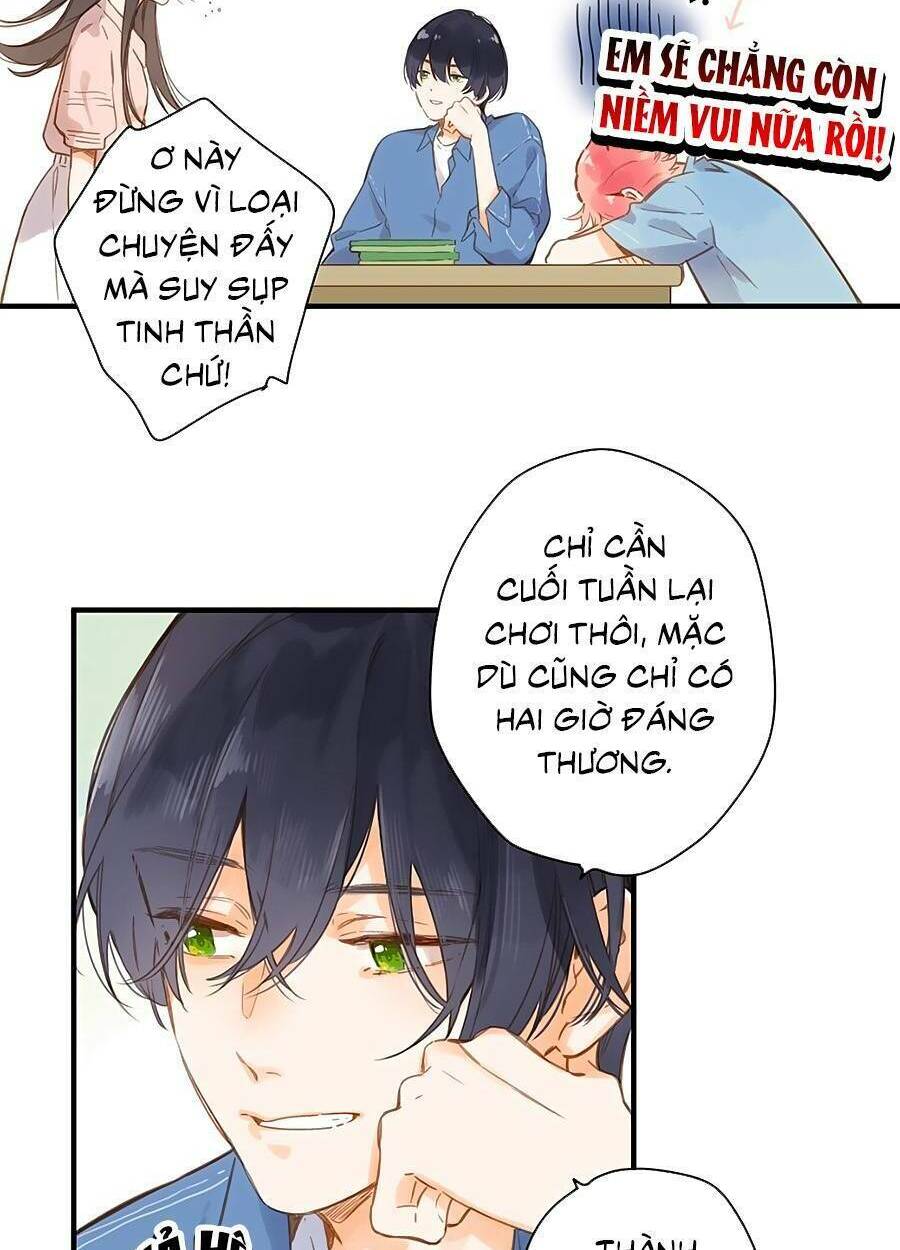 EM SẼ CHẲNG CÒN
NIỀM VUI NỮA RỒI!
Ơ NÀY
ĐỪNG VÌ LOẠI
CHUYỆN ĐẤY
MÀ SUY SỤP
TINH THẦN
CHỨ!
CHỈ CẦN
CUỐI TUẦN LẠI
CHƠI THÔI, MẶC
DÙ CŨNG CHỈ CÓ
HAI GIỜ ĐÁNG
THƯƠNG.
THÀNH